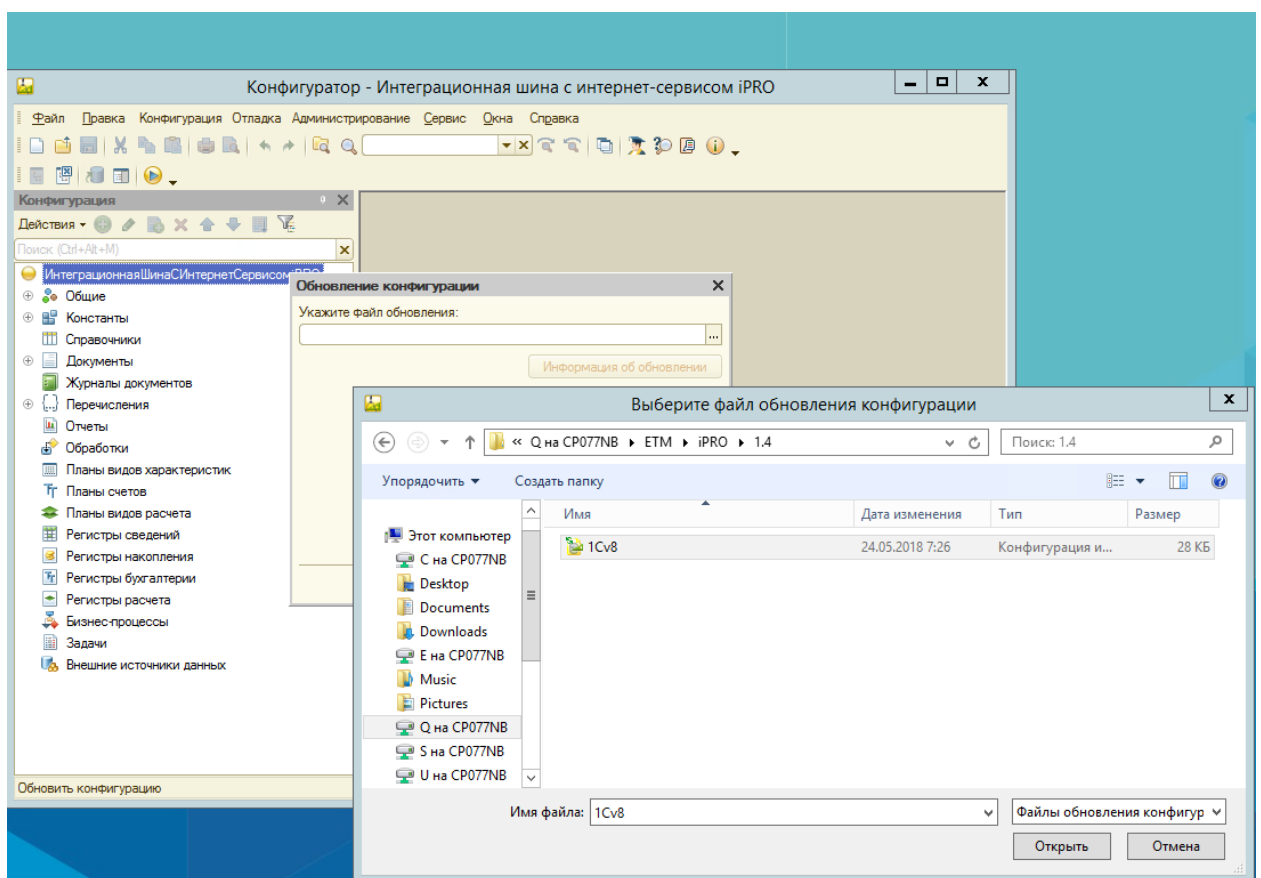 Конфигуратор - Интеграционная шина с интернет-сервисом iPRO
Файл Правка Конфигурация Отладка Администрирование Сервис Окна Справка
Конфигурация
Действия
Поиск (Ctrl+Alt+M)
ИнтеграционнаяШинаСИнтернетСервисомiPRO
Общие
Константы
Справочники
Документы
Журналы документов
Перечисления
Отчеты
Обработки
Планы видов характеристик
Планы счетов
Планы видов расчета
Регистры сведений
Регистры накопления
Регистры бухгалтерии
Регистры расчета
Бизнес-процессы
Задачи
Внешние источники данных
Обновить конфигурацию
Обновление конфигурации
Укажите файл обновления:
...
Информация об обновлении
Выберите файл обновления конфигурации
« Q на CP077NB ETM iPRO 1.4
Поиск: 1.4
Упорядочить Создать папку
Имя Дата изменения Тип Размер
1Cv8 24.05.2018 7:26 Конфигурация и... 28 КБ
Этот компьютер
C на CP077NB
Desktop
Documents
Downloads
E на CP077NB
Music
Pictures
Q на CP077NB
S на CP077NB
U на CP077NB
Имя файла: 1Cv8
Файлы обновления конфигур
Открыть Отмена